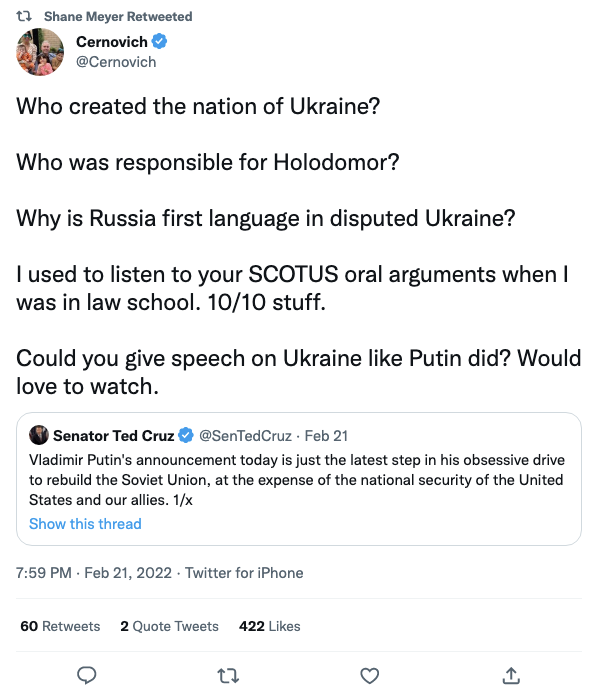 Shane Meyer Retweeted
Cernovich
@Cernovich
Who created the nation of Ukraine?
Who was responsible for Holodomor?
Why is Russia first language in disputed Ukraine?
I used to listen to your SCOTUS oral arguments when I
was in law school. 10/10 stuff.
Could you give speech on Ukraine like Putin did? Would
love to watch.
Senator Ted Cruz @SenTedCruz · Feb 21
Vladimir Putin's announcement today is just the latest step in his obsessive drive
to rebuild the Soviet Union, at the expense of the national security of the United
States and our allies. 1/x
Show this thread
7:59 PM · Feb 21, 2022 · Twitter for iPhone
60 Retweets 2 Quote Tweets 422 Likes